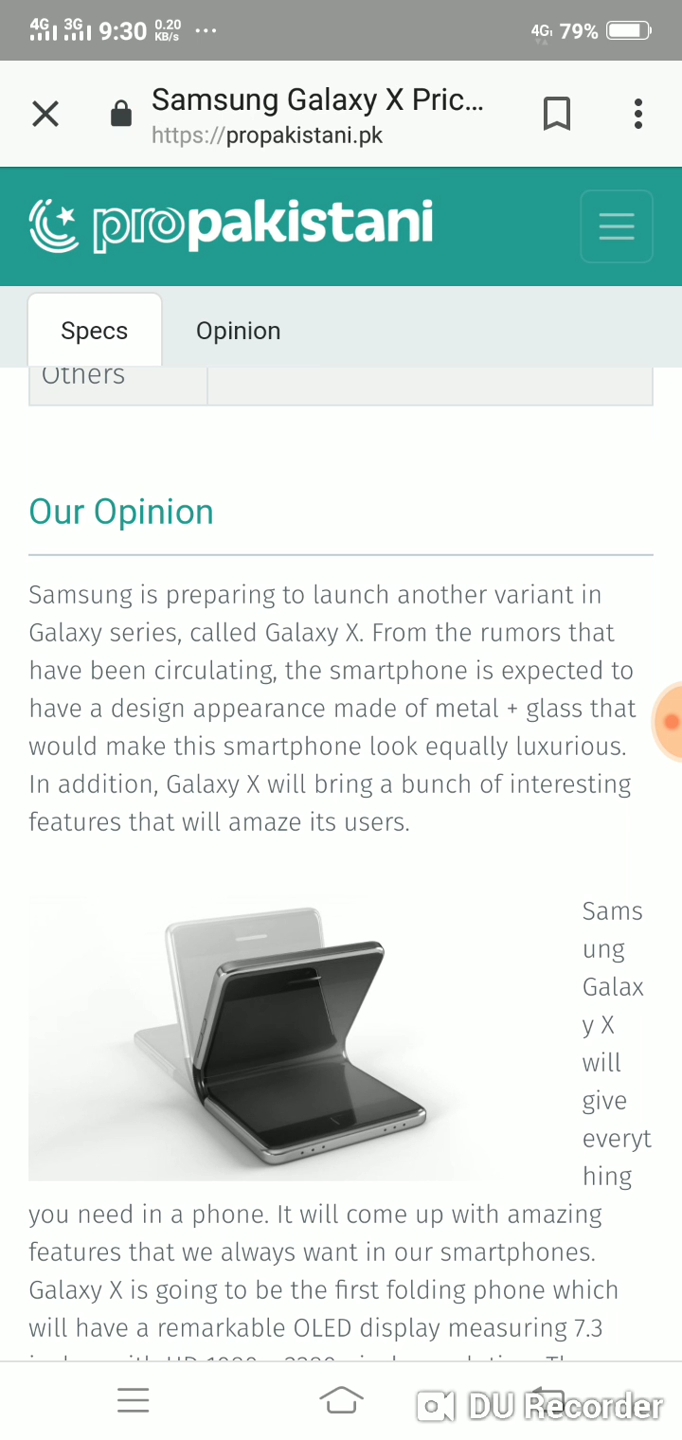 4G 3G 9:30 0.20 KB/s ... 4G 79%
Samsung Galaxy X Pric...
https://propakistani.pk
propakistani
Specs Opinion
Others
Our Opinion
Samsung is preparing to launch another variant in
Galaxy series, called Galaxy X. From the rumors that
have been circulating, the smartphone is expected to
have a design appearance made of metal + glass that
would make this smartphone look equally luxurious.
In addition, Galaxy X will bring a bunch of interesting
features that will amaze its users.
Sams
ung
Galax
y X
will
give
everyt
hing
you need in a phone. It will come up with amazing
features that we always want in our smartphones.
Galaxy X is going to be the first folding phone which
will have a remarkable OLED display measuring 7.3
DU Recorder